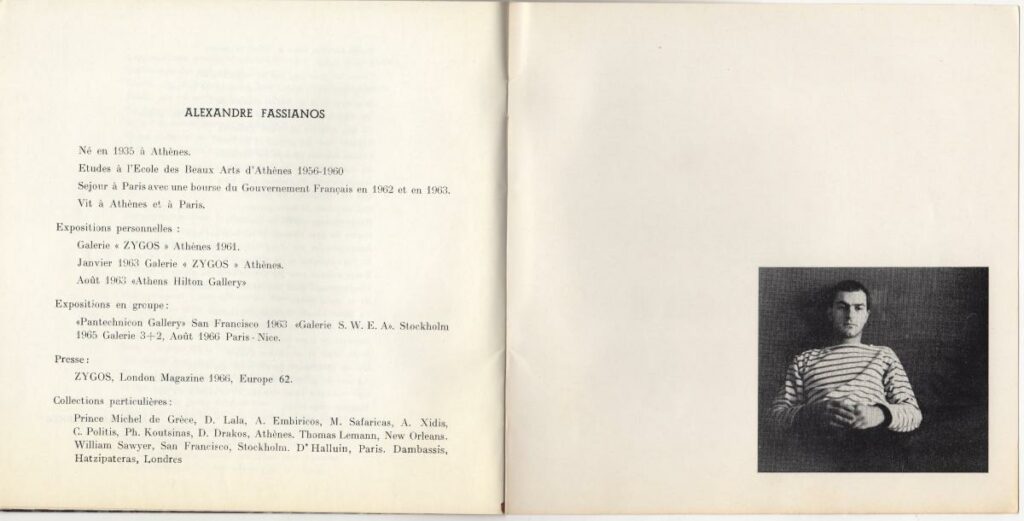 ALEXANDRE FASSIANOS
Né en 1935 à Athènes.
Etudes à l'Ecole des Beaux Arts d'Athènes 1956-1960
Sejour à Paris avec une bourse du Gouvernement Français en 1962 et en 1963.
Vit à Athènes et à Paris.
Expositions personnelles :
Galerie « ZYGOS » Athènes 1961.
Janvier 1963 Galerie « ZYGOS » Athènes.
Août 1963 «Athens Hilton Gallery»
Expositions en groupe:
«Pantechnicon Gallery» San Francisco 1963 «Galerie S. W. E. A». Stockholm
1965 Galerie 3+2, Août 1966 Paris - Nice.
Presse :
ZYGOS, London Magazine 1966, Europe 62.
Collections particulières :
Prince Michel de Grèce, D. Lala, A. Embiricos, M. Safaricas, A. Xidis,
C. Politis, Ph. Koutsinas, D. Drakos, Athènes. Thomas Lemann, New Orleans.
William Sawyer, San Francisco, Stockholm. D' Halluin, Paris. Dambassis,
Hatzipateras, Londres